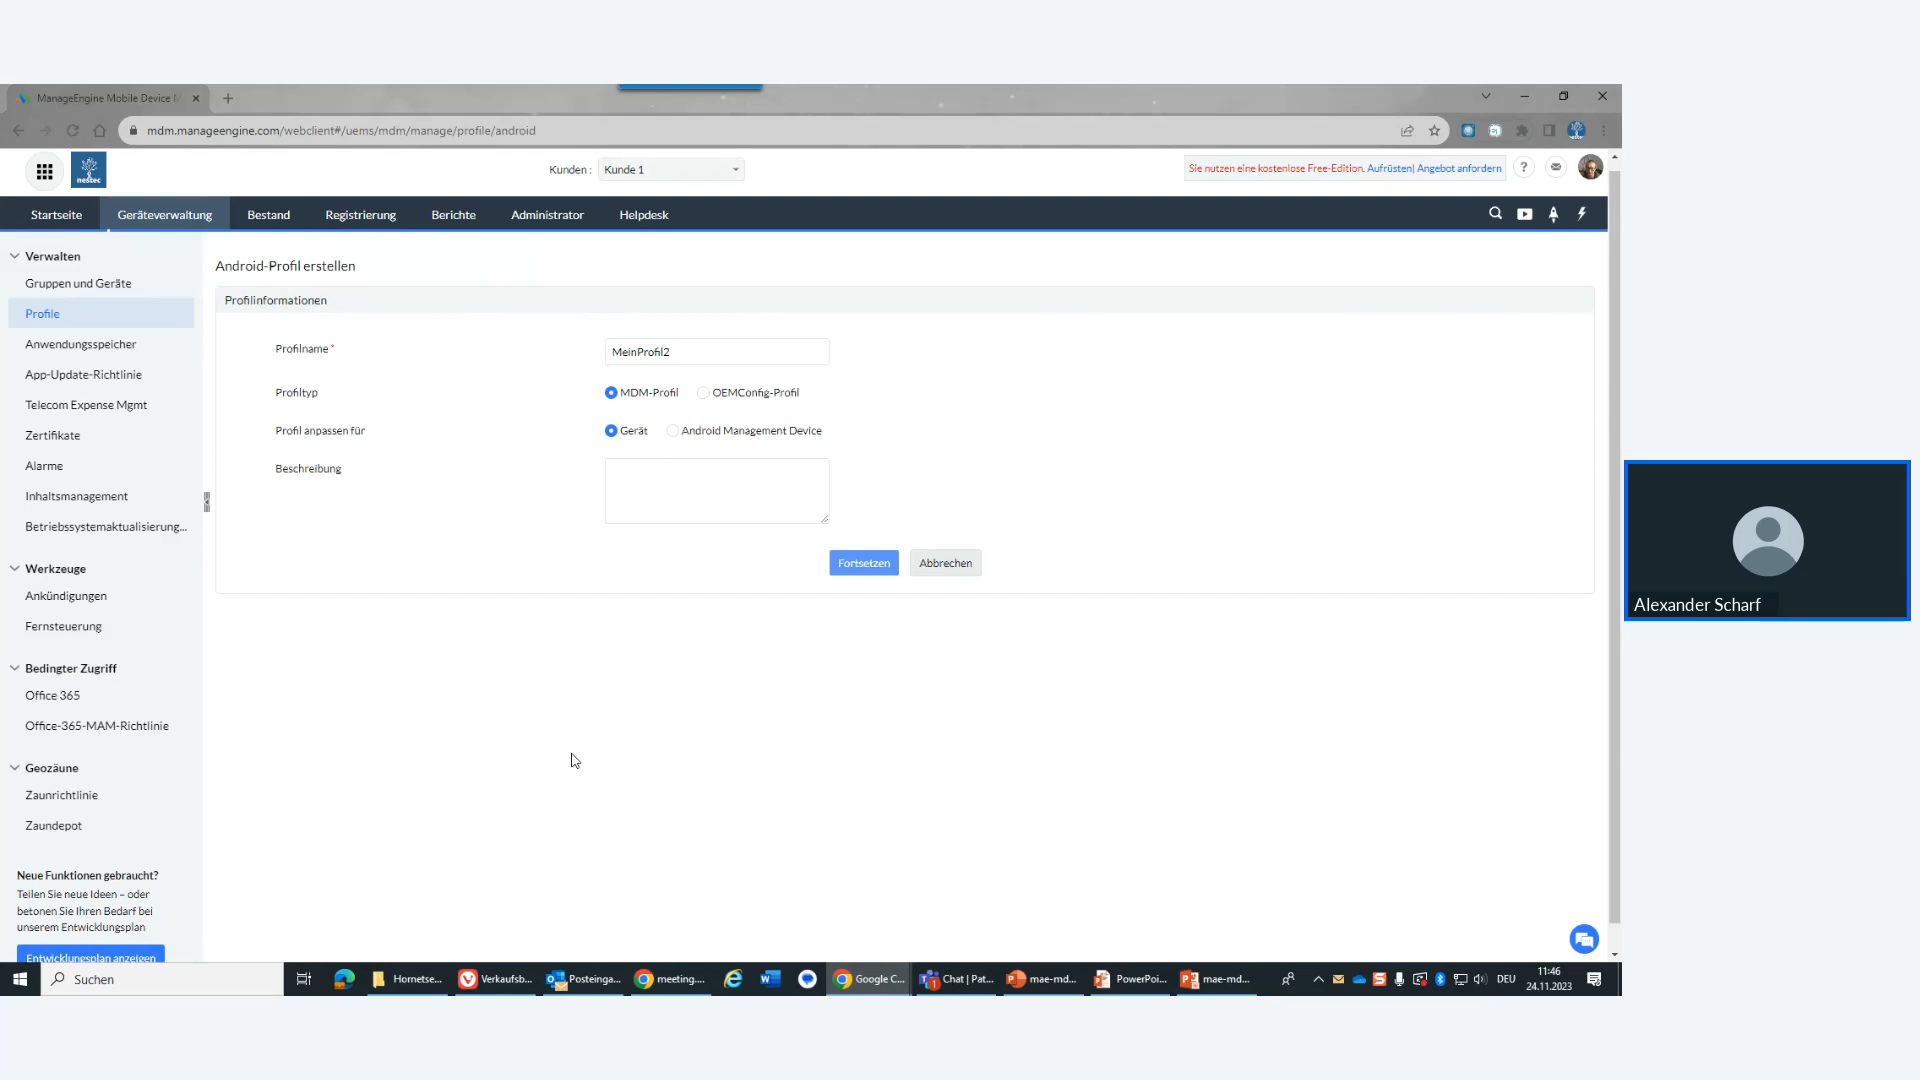 ManageEngine Mobile Device M
mdm.manageengine.com/webclient#/uems/mdm/manage/profile/android
nestec
Kunden :
Kunde 1
Sie nutzen eine kostenlose Free-Edition. Aufrüsten| Angebot anfordern
Startseite
Geräteverwaltung
Bestand
Registrierung
Berichte
Administrator
Helpdesk
Verwalten
Gruppen und Geräte
Profile
Anwendungsspeicher
App-Update-Richtlinie
Telecom Expense Mgmt
Zertifikate
Alarme
Inhaltsmanagement
Betriebssystemaktualisierung...
Werkzeuge
Ankündigungen
Fernsteuerung
Bedingter Zugriff
Office 365
Office-365-MAM-Richtlinie
Geozäune
Zaunrichtlinie
Zaundepot
Neue Funktionen gebraucht?
Teilen Sie neue Ideen – oder
betonen Sie Ihren Bedarf bei
unserem Entwicklungsplan
Entwicklungsplan anzeigen
Android-Profil erstellen
Profilinformationen
Profilname *
MeinProfil2
Profiltyp
MDM-Profil
OEMConfig-Profil
Profil anpassen für
Gerät
Android Management Device
Beschreibung
Fortsetzen
Abbrechen
Alexander Scharf
Suchen
Hornetse...
Verkaufsb...
Posteinga...
meeting....
Google C...
Chat | Pat...
mae-md...
PowerPoi...
mae-md...
DEU
11:46
24.11.2023